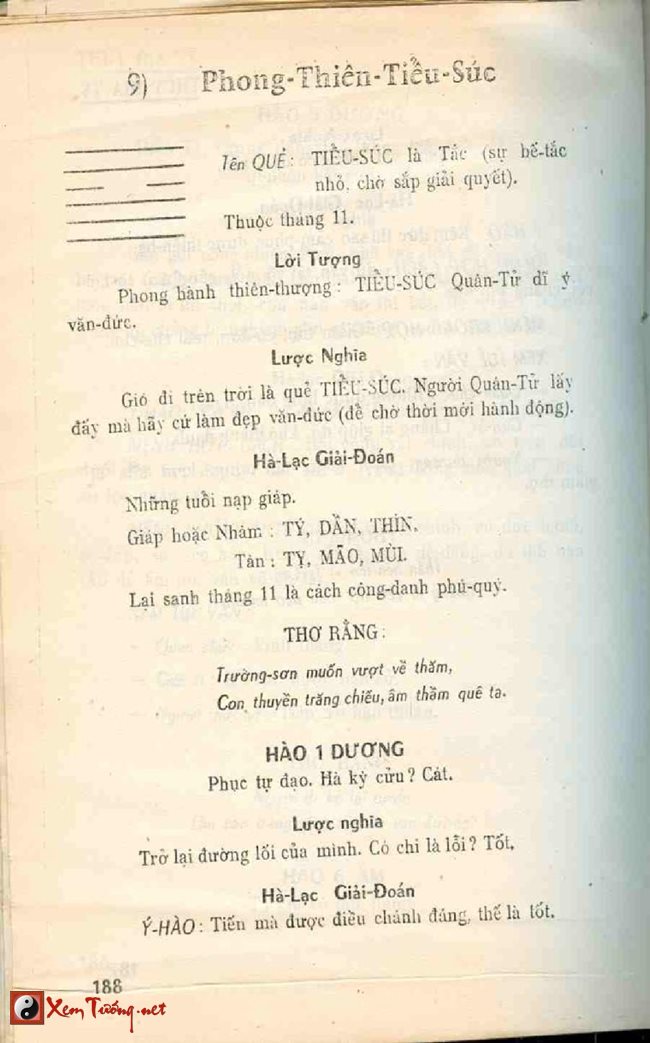 9) Phong-Thiên-Tiểu-Súc
Tên QUẺ: TIỂU-SÚC là Tắc (sự bế-tắc
nhỏ, chờ sắp giải quyết).
Thuộc tháng 11.
Lời Tượng
Phong hành thiên-thượng: TIỂU-SÚC Quân-Tử dĩ ý
văn-đức.
Lược Nghĩa
Gió đi trên trời là quẻ TIỂU-SÚC. Người Quân-Tử lấy
đấy mà hãy cứ làm đẹp văn-đức (để chờ thời mới hành động).
Hà-Lạc Giải-Đoán
Những tuổi nạp giáp.
Giáp hoặc Nhâm: TÝ, DẦN, THÌN.
Tân: TỴ, MÃO, MÙI.
Lại sanh tháng 11 là cách công-danh phú-quý.
THƠ RẰNG:
Trường-sơn muốn vượt về thăm,
Con thuyền trăng chiếu, âm thầm quê ta.
HÀO 1 DƯƠNG
Phục tự đạo. Hà kỳ cửu? Cát.
Lược nghĩa
Trở lại đường lối của mình. Có chi là lỗi? Tốt.
Hà-Lạc Giải-Đoán
Ý-HÀO: Tiến mà được điều chánh đáng, thế là tốt.
188
XemTướng.net